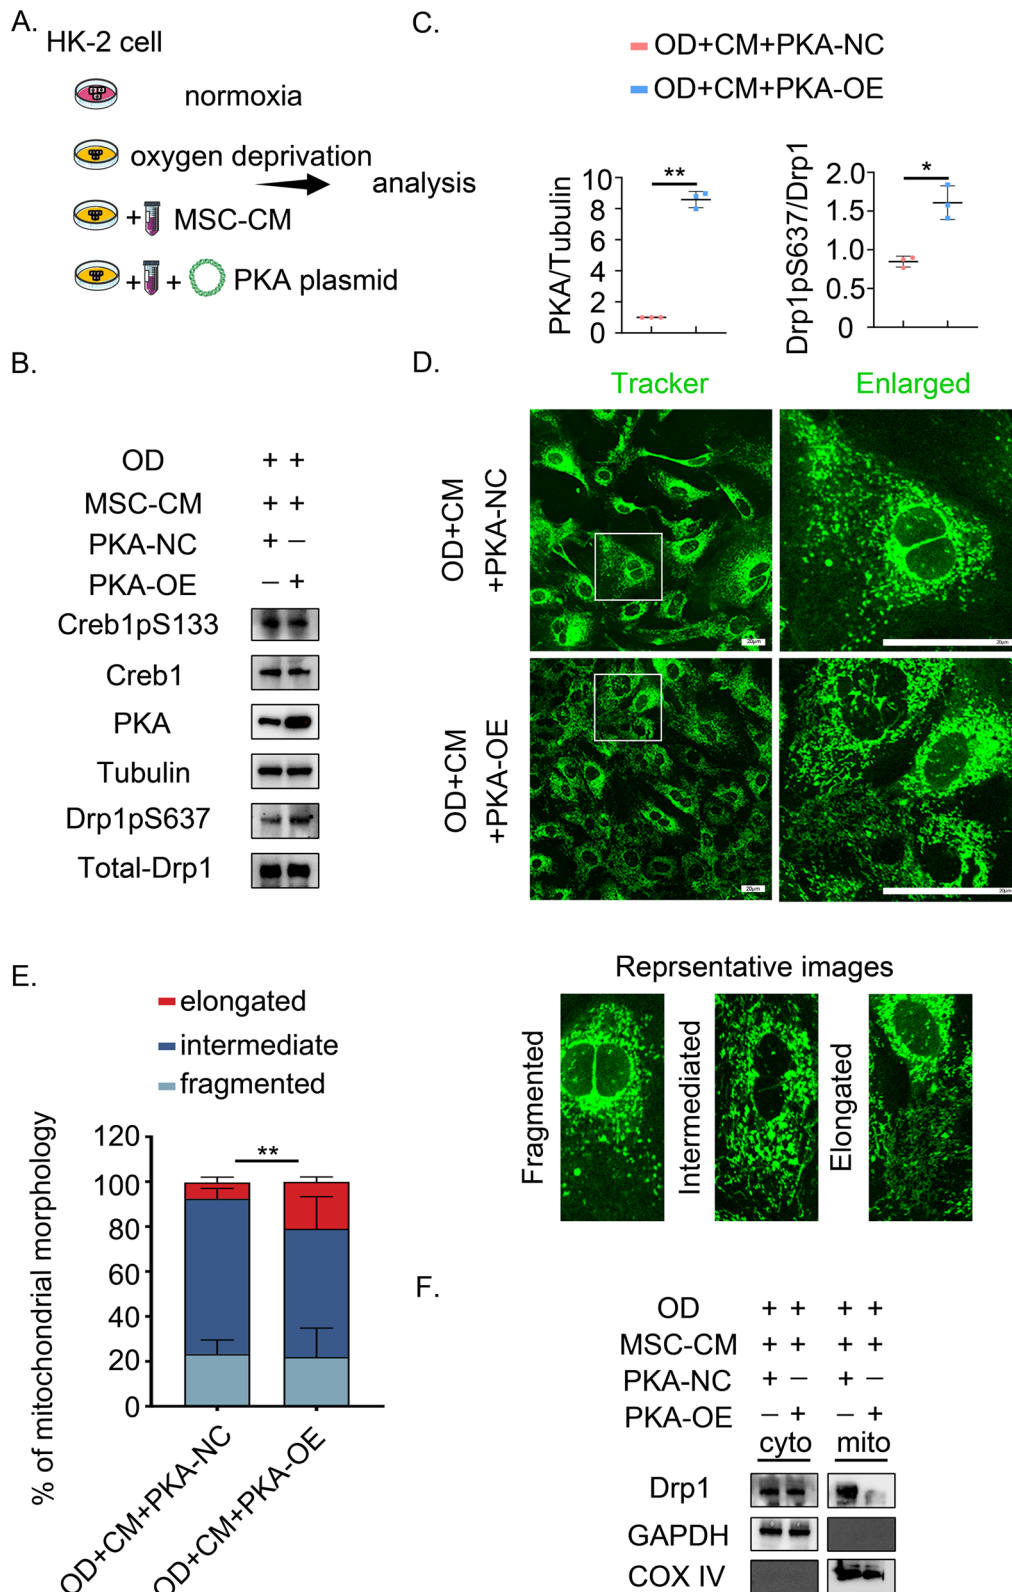 A.
HK-2 cell
normoxia
oxygen deprivation
analysis
+ MSC-CM
+ + PKA plasmid
C.
OD+CM+PKA-NC
OD+CM+PKA-OE
PKA/Tubulin
10
8
6
4
2
0
**
Drp1pS637/Drp1
2.0
1.5
1.0
0.5
0
*
B.
OD + +
MSC-CM + +
PKA-NC + –
PKA-OE – +
Creb1pS133
Creb1
PKA
Tubulin
Drp1pS637
Total-Drp1
D.
Tracker Enlarged
OD+CM
+PKA-NC
20μm
20μm
OD+CM
+PKA-OE
20μm
20μm
Reprsentative images
Fragmented
Intermediated
Elongated
E.
elongated
intermediate
fragmented
% of mitochondrial morphology
120
100
80
60
40
20
0
**
OD+CM+PKA-NC
OD+CM+PKA-OE
F.
OD + + + +
MSC-CM + + + +
PKA-NC + – + –
PKA-OE – + – +
cyto mito
Drp1
GAPDH
COX IV